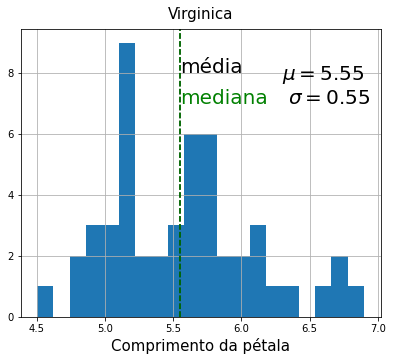 Virginica
média
μ = 5.55
mediana
σ = 0.55
8
6
4
2
0
4.5 5.0 5.5 6.0 6.5 7.0
Comprimento da pétala